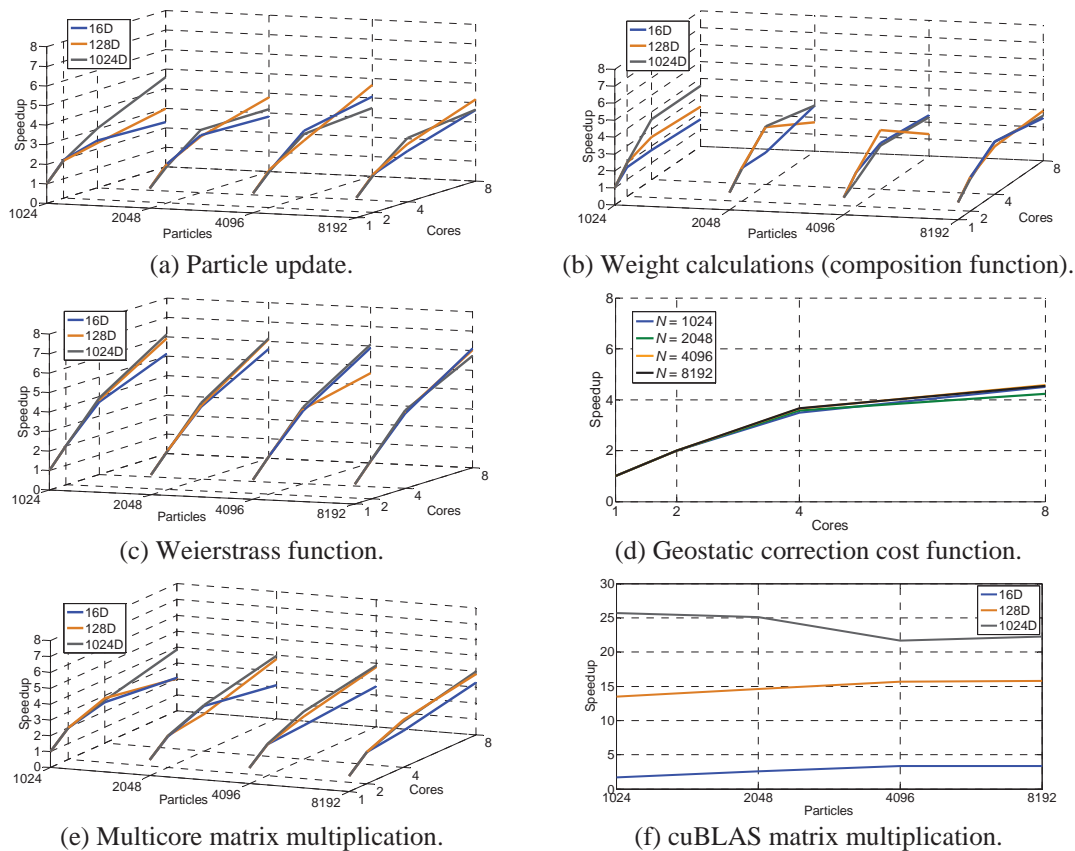 8
7
6
5
4
3
2
1
0
Speedup
16D
128D
1024D
1024
2048
4096
8192
Particles
1
2
4
8
Cores
(a) Particle update.
8
7
6
5
4
3
2
1
0
Speedup
16D
128D
1024D
1024
2048
4096
8192
Particles
1
2
4
8
Cores
(b) Weight calculations (composition function).
8
7
6
5
4
3
2
1
0
Speedup
16D
128D
1024D
1024
2048
4096
8192
Particles
1
2
4
8
Cores
(c) Weierstrass function.
8
6
4
2
0
Speedup
N = 1024
N = 2048
N = 4096
N = 8192
1
2
4
8
Cores
(d) Geostatic correction cost function.
8
7
6
5
4
3
2
1
0
Speedup
16D
128D
1024D
1024
2048
4096
8192
Particles
1
2
4
8
Cores
(e) Multicore matrix multiplication.
30
25
20
15
10
5
0
Speedup
16D
128D
1024D
1024
2048
4096
8192
Particles
(f) cuBLAS matrix multiplication.